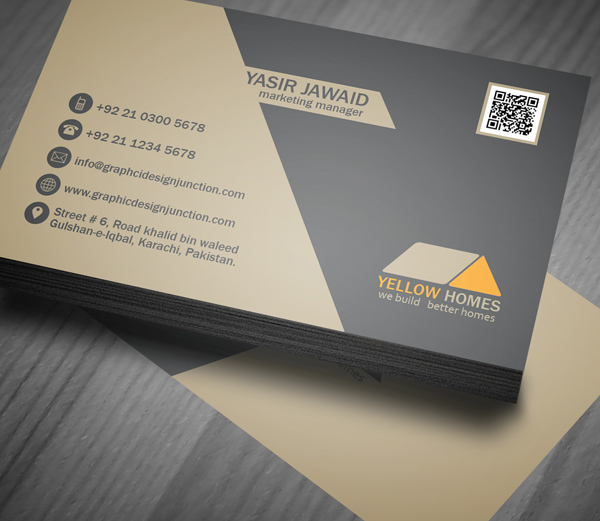 YASIR JAWAID
marketing manager
+92 21 0300 5678
+92 21 1234 5678
info@graphcidesignjunction.com
www.graphicdesignjunction.com
Street # 6, Road khalid bin waleed
Gulshan-e-Iqbal, Karachi, Pakistan.
YELLOW HOMES
we build better homes